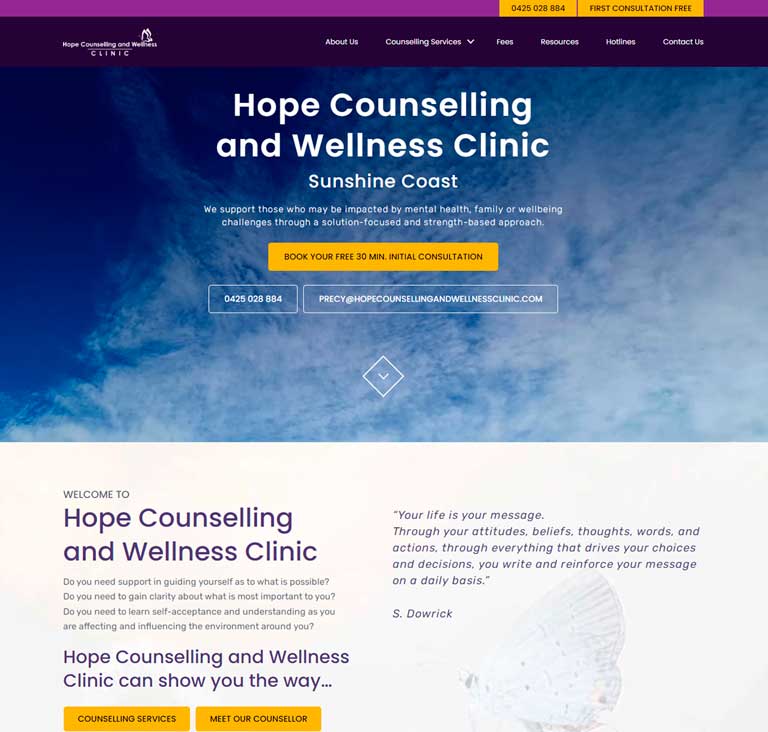 0425 028 884
FIRST CONSULTATION FREE
Hope Counselling and Wellness
CLINIC
About Us
Counselling Services
Fees
Resources
Hotlines
Contact Us
Hope Counselling
and Wellness Clinic
Sunshine Coast
We support those who may be impacted by mental health, family or wellbeing
challenges through a solution-focused and strength-based approach.
BOOK YOUR FREE 30 MIN. INITIAL CONSULTATION
0425 028 884
PRECY@HOPECOUNSELLINGANDWELLNESSCLINIC.COM
WELCOME TO
Hope Counselling
and Wellness Clinic
Do you need support in guiding yourself as to what is possible?
Do you need to gain clarity about what is most important to you?
Do you need to learn self-acceptance and understanding as you
are affecting and influencing the environment around you?
Hope Counselling and Wellness
Clinic can show you the way...
COUNSELLING SERVICES
MEET OUR COUNSELLOR
“Your life is your message.
Through your attitudes, beliefs, thoughts, words, and
actions, through everything that drives your choices
and decisions, you write and reinforce your message
on a daily basis.”
S. Dowrick